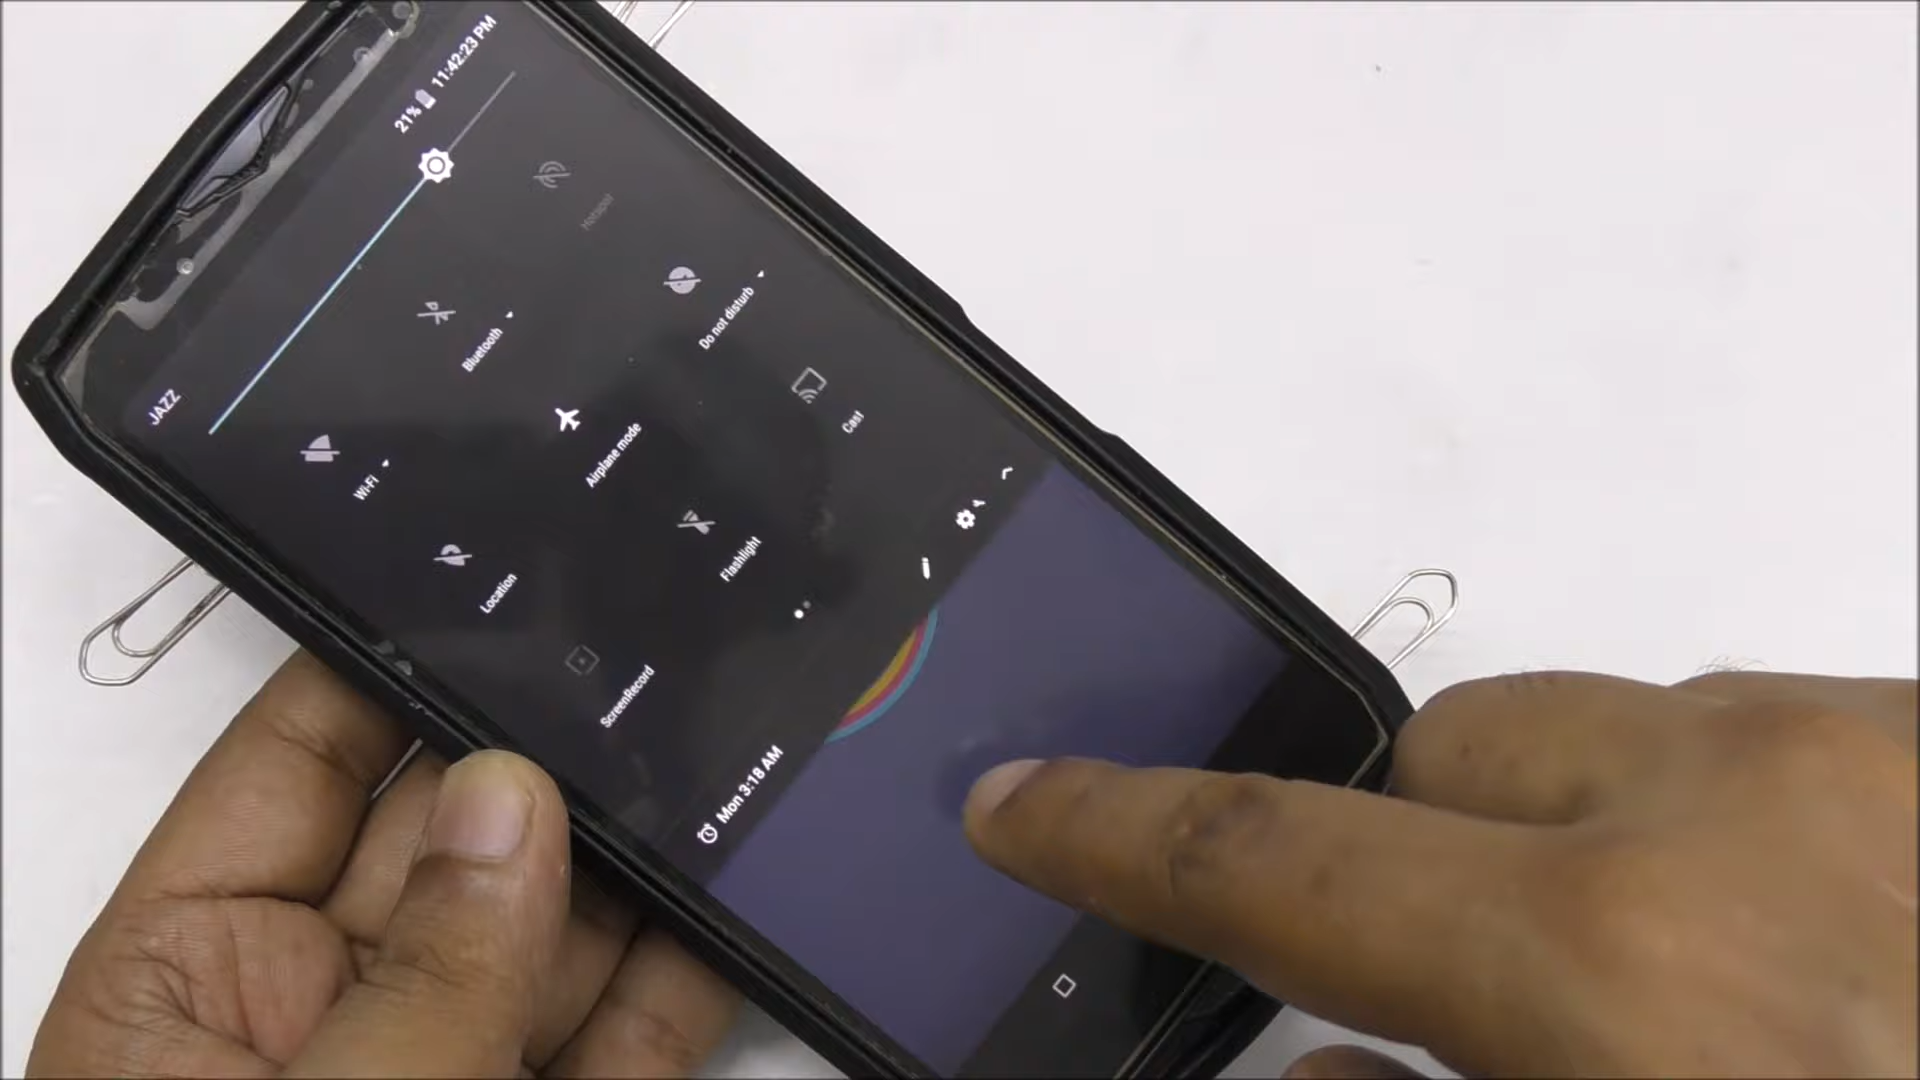 21% 11:42:23 PM
JAZZ
Wi-Fi
Bluetooth
Hotspot
Location
Airplane mode
Do not disturb
ScreenRecord
Flashlight
Cast
Mon 3:18 AM